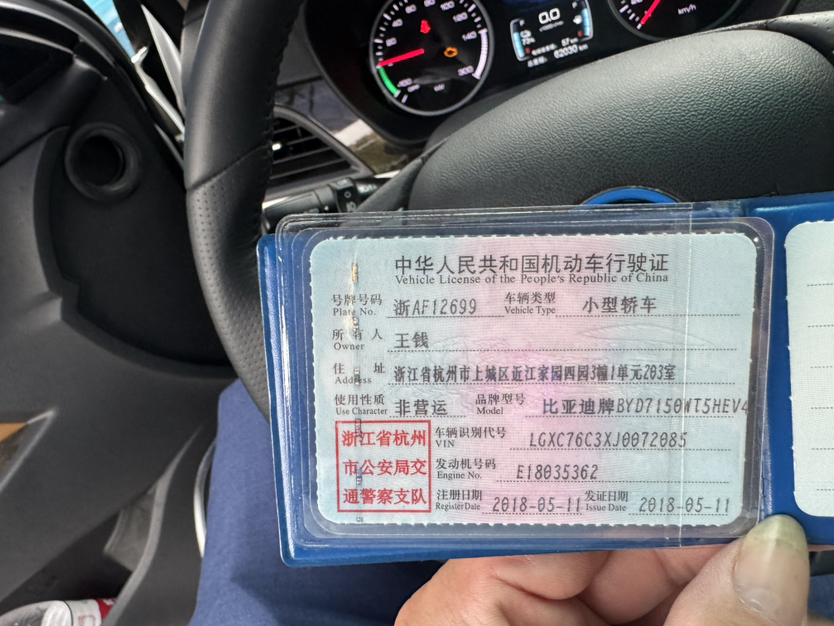 0.0
73%
57km
62030 km
km/h
中华人民共和国机动车行驶证
Vehicle License of the People's Republic of China
号牌号码 浙AF12699 车辆类型 小型轿车
Plate No. Vehicle Type
所有人 王钱
Owner
住址 浙江省杭州市上城区近江家园四园3幢1单元203室
Address
使用性质 非营运 品牌型号 比亚迪牌BYD7150WT5HEV4
Use Character Model
浙江省杭州
市公安局交
通警察支队
车辆识别代号 LGXC76C3XJ0072085
VIN
发动机号码 E18035362
Engine No.
注册日期 2018-05-11 发证日期 2018-05-11
Register Date Issue Date